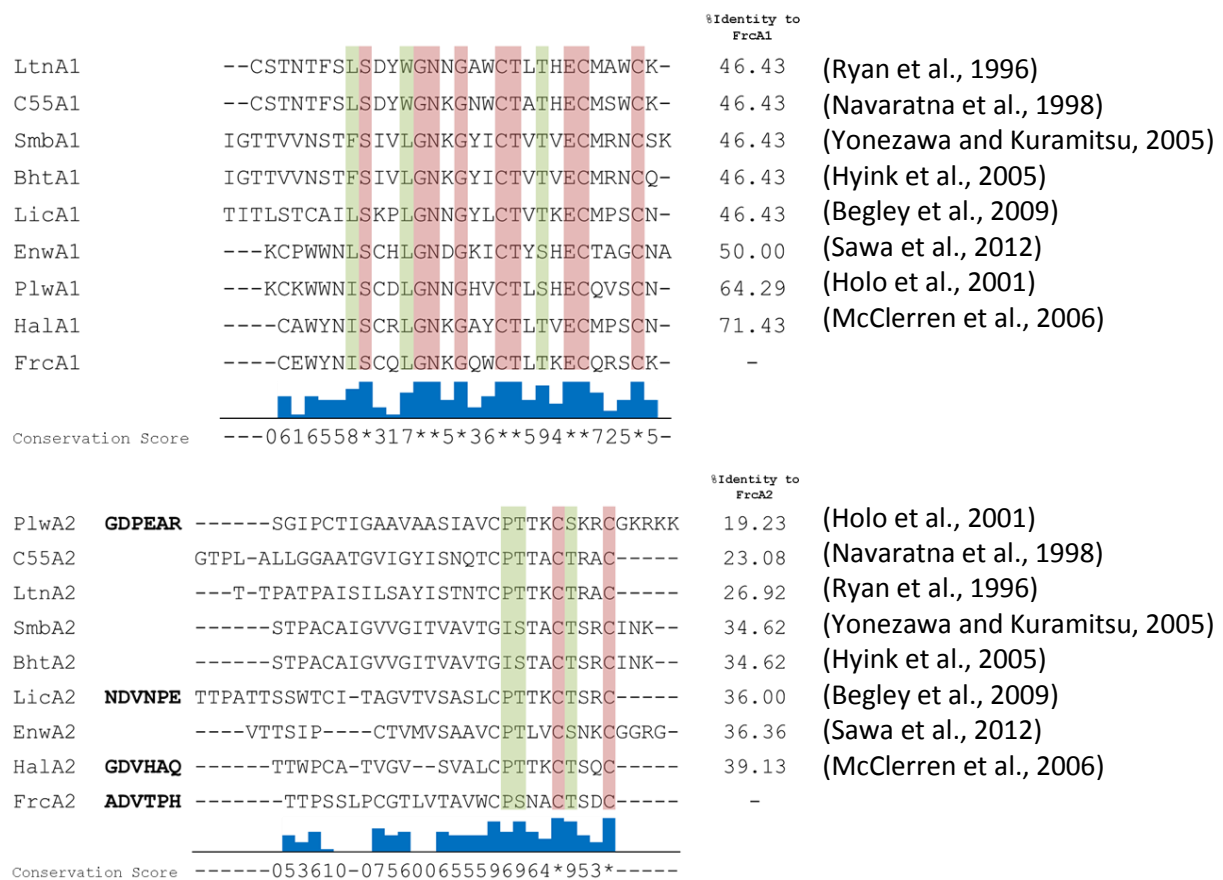 %Identity to
FrcA1
LtnA1 --CSTNTFSLSDYWGNNGAWCTLTHECMAWCK- 46.43 (Ryan et al., 1996)
C55A1 --CSTNTFSLSDYWGNKGNWCTATHECMSWCK- 46.43 (Navaratna et al., 1998)
SmbA1 IGTTVVNSTFSIVLGNKGYICTVTVECMRNCSK 46.43 (Yonezawa and Kuramitsu, 2005)
BhtA1 IGTTVVNSTFSIVLGNKGYICTVTVECMRNCQ- 46.43 (Hyink et al., 2005)
LicA1 TITLSTCAILSKPLGNNGYLCTVTKECMPSCN- 46.43 (Begley et al., 2009)
EnwA1 ---KCPWWNLSCHLGNDGKICTYSHECTAGCNA 50.00 (Sawa et al., 2012)
PlwA1 ---KCKWWNISCDLGNNGHVCTLSHECQVSCN- 64.29 (Holo et al., 2001)
HalA1 ----CAWYNISCRLGNKGAYCTLTVECMPSCN- 71.43 (McClerren et al., 2006)
FrcA1 ----CEWYNISCQLGNKGQWCTLTKECQRSCK- -
Conservation Score ---0616558*317**5*36**594**725*5-
%Identity to
FrcA2
PlwA2 GDPEAR ------SGIPCTIGAAVAASIAVCPTTKCSKRCGKRKK 19.23 (Holo et al., 2001)
C55A2 GTPL-ALLGGAATGVIGYISNQTCPTTACTRAC----- 23.08 (Navaratna et al., 1998)
LtnA2 ---T-TPATPAISILSAYISTNTCPTTKCTRAC----- 26.92 (Ryan et al., 1996)
SmbA2 ------STPACAIGVVGITVAVTGISTACTSRCINK-- 34.62 (Yonezawa and Kuramitsu, 2005)
BhtA2 ------STPACAIGVVGITVAVTGISTACTSRCINK-- 34.62 (Hyink et al., 2005)
LicA2 NDVNPE TTPATTSSWTCI-TAGVTVSASLCPTTKCTSRC----- 36.00 (Begley et al., 2009)
EnwA2 ----VTTSIP----CTVMVSAAVCPTLVCSNKCGGRG- 36.36 (Sawa et al., 2012)
HalA2 GDVHAQ ------TTWPCA-TVGV--SVALCPTTKCTSQC----- 39.13 (McClerren et al., 2006)
FrcA2 ADVTPH -------TTPSSLPCGTLVTAVWCPSNACTSDC----- -
Conservation Score ------053610-07560065559​6964*953*-----